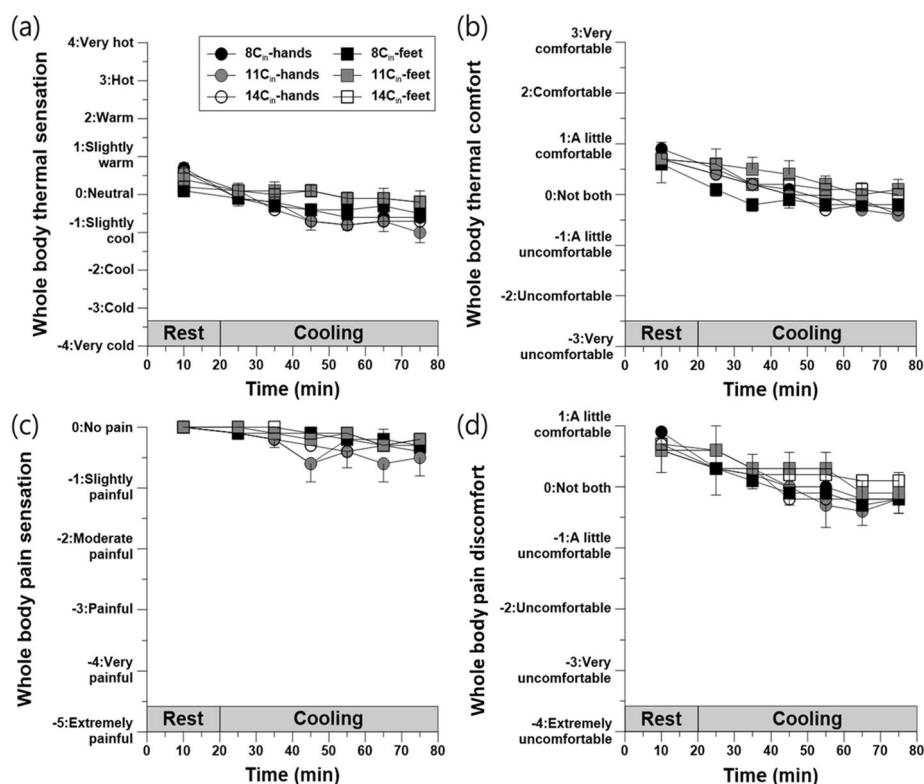 (a)
Whole body thermal sensation
4:Very hot
3:Hot
2:Warm
1:Slightly
warm
0:Neutral
-1:Slightly
cool
-2:Cool
-3:Cold
-4:Very cold
8Cin-hands
8Cin-feet
11Cin-hands
11Cin-feet
14Cin-hands
14Cin-feet
Rest
Cooling
0 10 20 30 40 50 60 70 80
Time (min)
(b)
Whole body thermal comfort
3:Very
comfortable
2:Comfortable
1:A little
comfortable
0:Not both
-1:A little
uncomfortable
-2:Uncomfortable
-3:Very
uncomfortable
Rest
Cooling
0 10 20 30 40 50 60 70 80
Time (min)
(c)
Whole body pain sensation
0:No pain
-1:Slightly
painful
-2:Moderate
painful
-3:Painful
-4:Very
painful
-5:Extremely
painful
Rest
Cooling
0 10 20 30 40 50 60 70 80
Time (min)
(d)
Whole body pain discomfort
1:A little
comfortable
0:Not both
-1:A little
uncomfortable
-2:Uncomfortable
-3:Very
uncomfortable
-4:Extremely
uncomfortable
Rest
Cooling
0 10 20 30 40 50 60 70 80
Time (min)